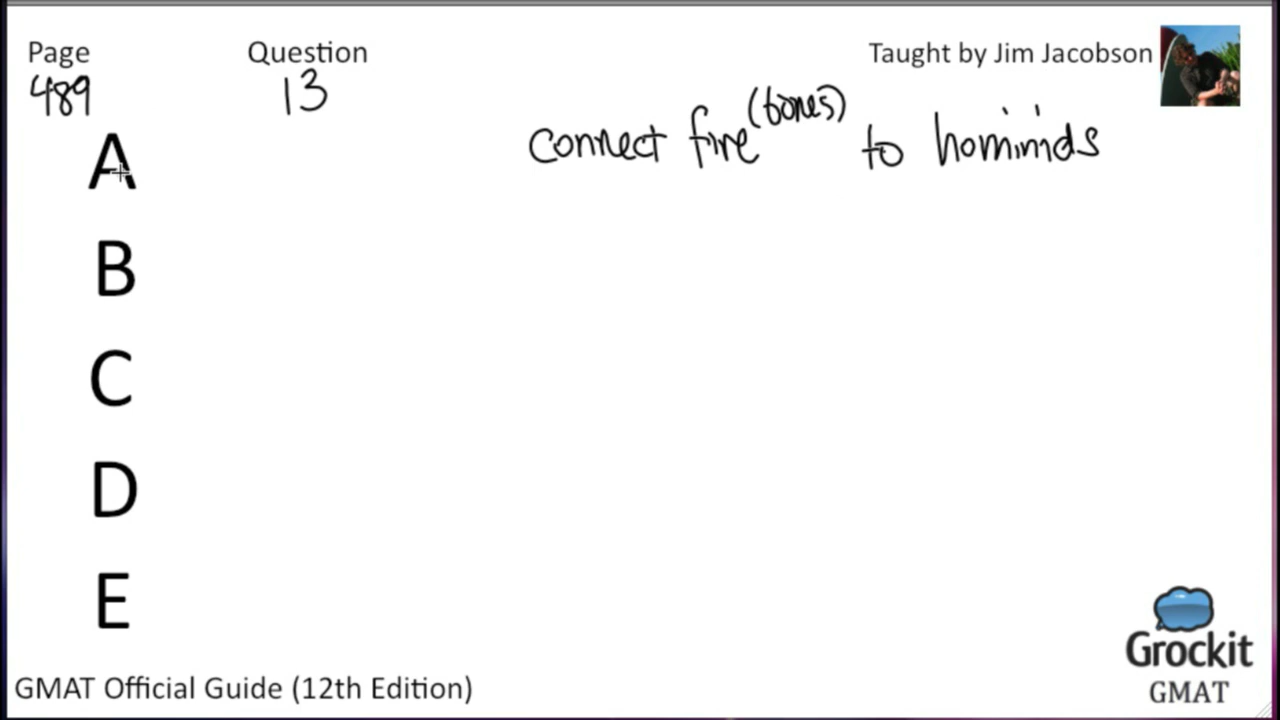 Page Question Taught by Jim Jacobson
489 13
connect fire (bones) to hominids
A
B
C
D
E
Grockit
GMAT
GMAT Official Guide (12th Edition)